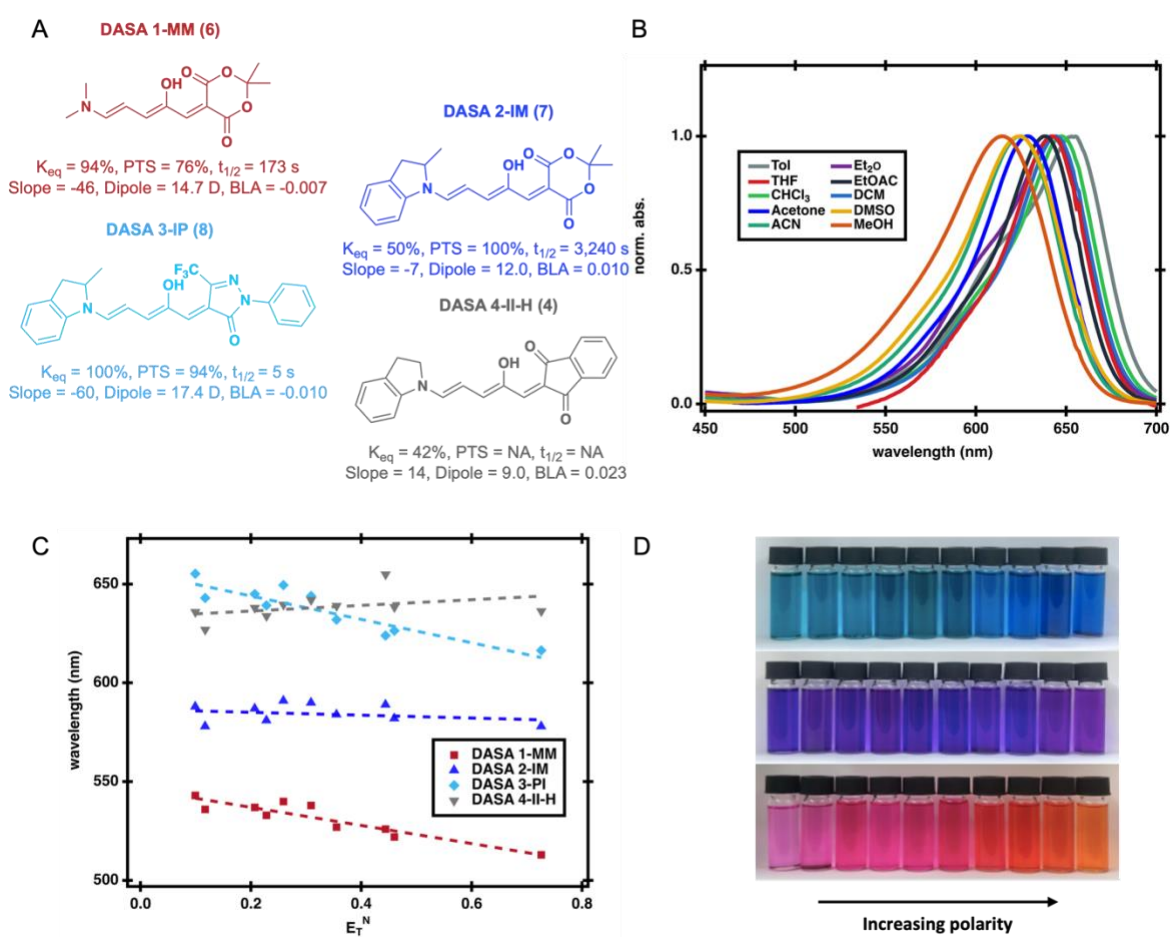 A
DASA 1-MM (6)
OH
O
O
O
O
N
Keq = 94%, PTS = 76%, t1/2 = 173 s
Slope = -46, Dipole = 14.7 D, BLA = -0.007
DASA 2-IM (7)
OH
O
O
O
O
N
Keq = 50%, PTS = 100%, t1/2 = 3,240 s
Slope = -7, Dipole = 12.0, BLA = 0.010
DASA 3-IP (8)
F3C
OH
N
N
N
O
Keq = 100%, PTS = 94%, t1/2 = 5 s
Slope = -60, Dipole = 17.4 D, BLA = -0.010
DASA 4-II-H (4)
OH
O
N
O
Keq = 42%, PTS = NA, t1/2 = NA
Slope = 14, Dipole = 9.0, BLA = 0.023
B
norm. abs.
1.0
0.5
0.0
Tol
THF
CHCl3
Acetone
ACN
Et2O
EtOAC
DCM
DMSO
MeOH
450 500 550 600 650 700
wavelength (nm)
C
wavelength (nm)
650
600
550
500
DASA 1-MM
DASA 2-IM
DASA 3-PI
DASA 4-II-H
0.0 0.2 0.4 0.6 0.8
ETN
D
Increasing polarity